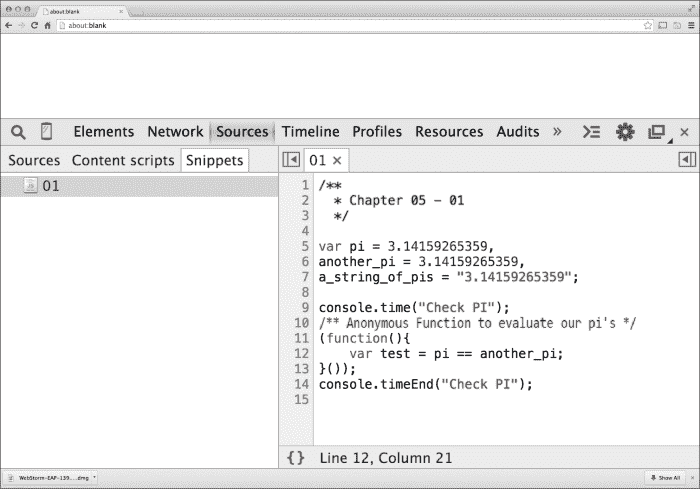 about:blank
about:blank
Elements Network Sources Timeline Profiles Resources Audits »
Sources Content scripts Snippets
01
01 ×
1 /**
2 * Chapter 05 - 01
3 */
4
5 var pi = 3.14159265359,
6 another_pi = 3.14159265359,
7 a_string_of_pis = "3.14159265359";
8
9 console.time("Check PI");
10 /** Anonymous Function to evaluate our pi's */
11 (function(){
12 var test = pi == another_pi;
13 }());
14 console.timeEnd("Check PI");
15
{} Line 12, Column 21
WebStorm-EAP-139....dmg
Show All